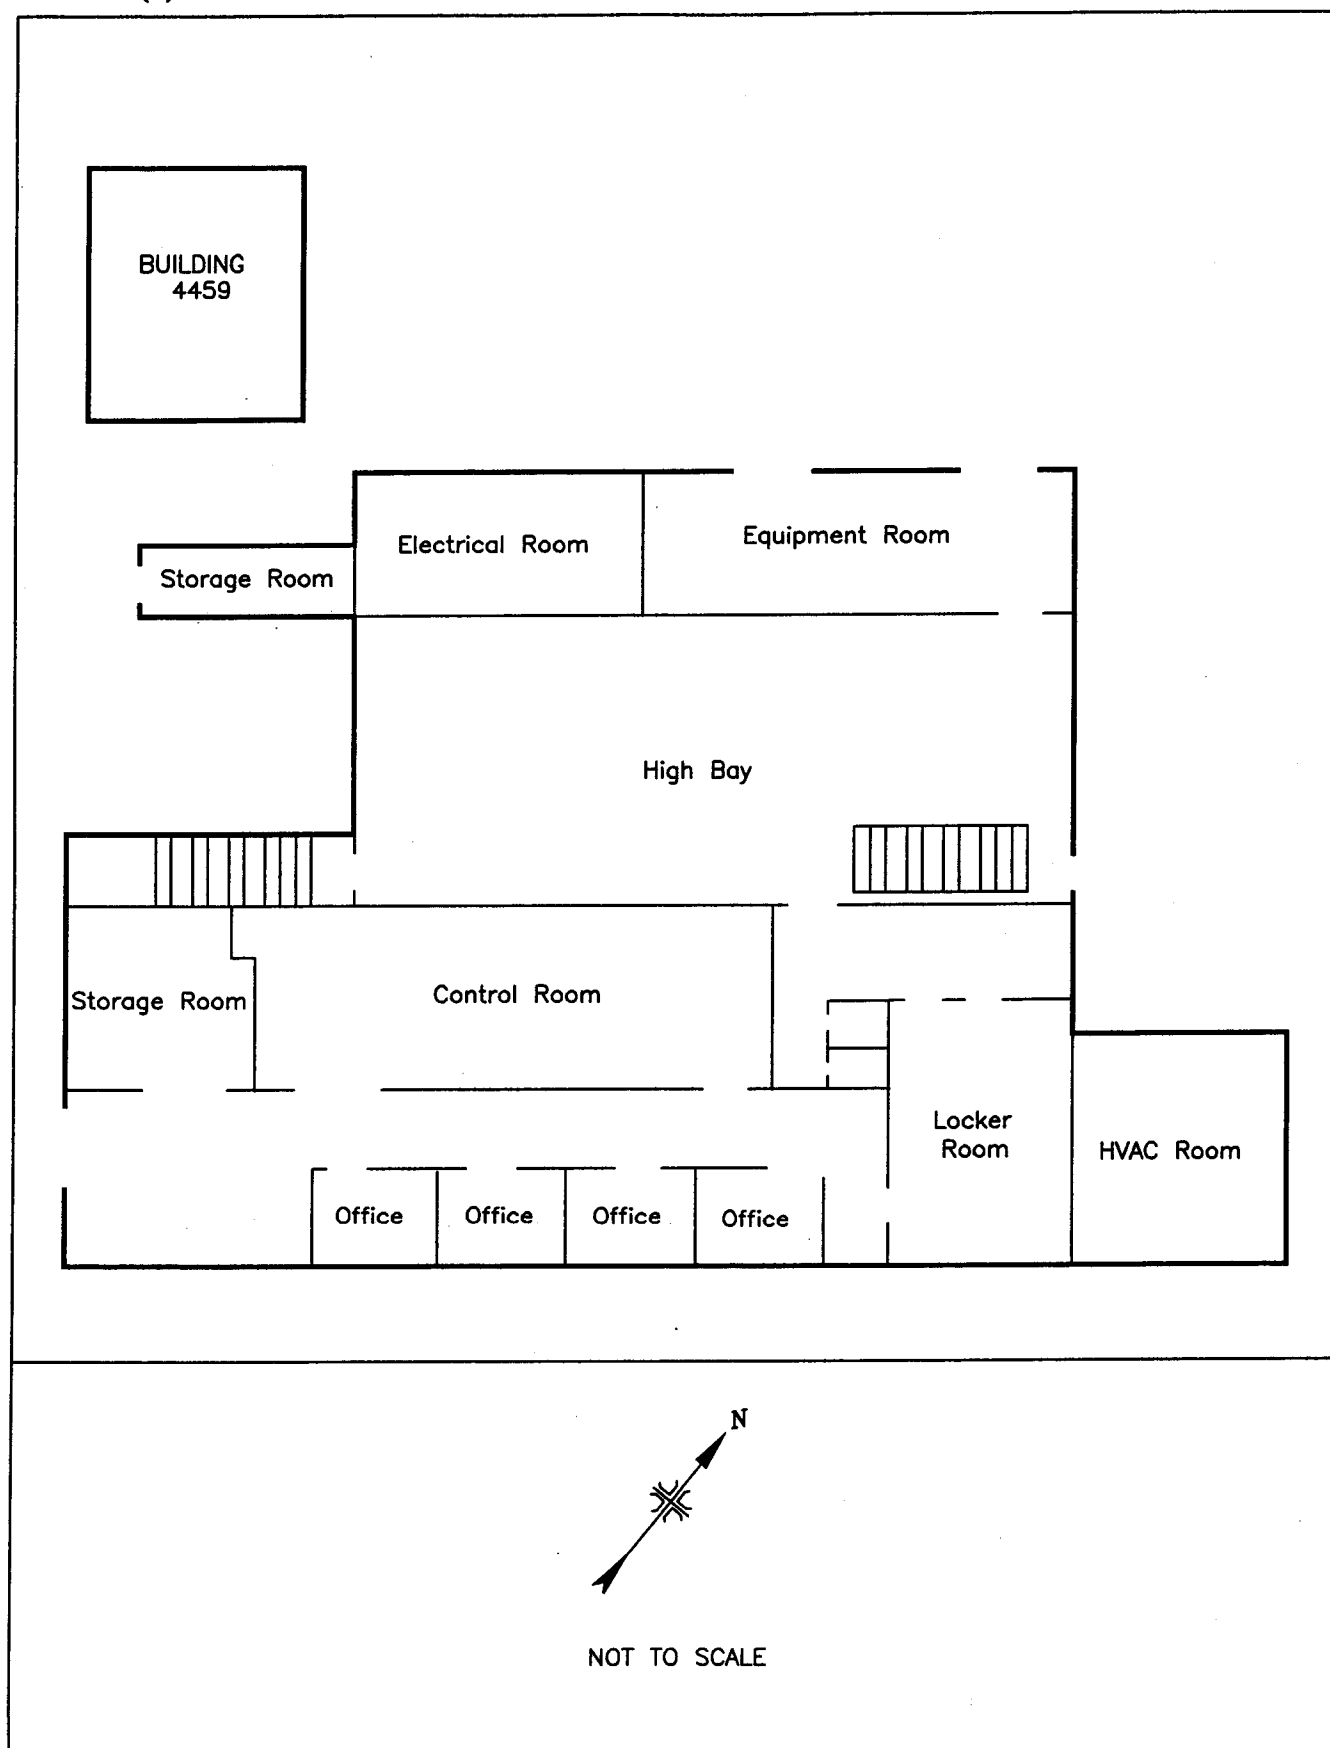 BUILDING
4459
Electrical Room
Equipment Room
Storage Room
High Bay
Storage Room
Control Room
Locker
Room
HVAC Room
Office
Office
Office
Office
N
NOT TO SCALE